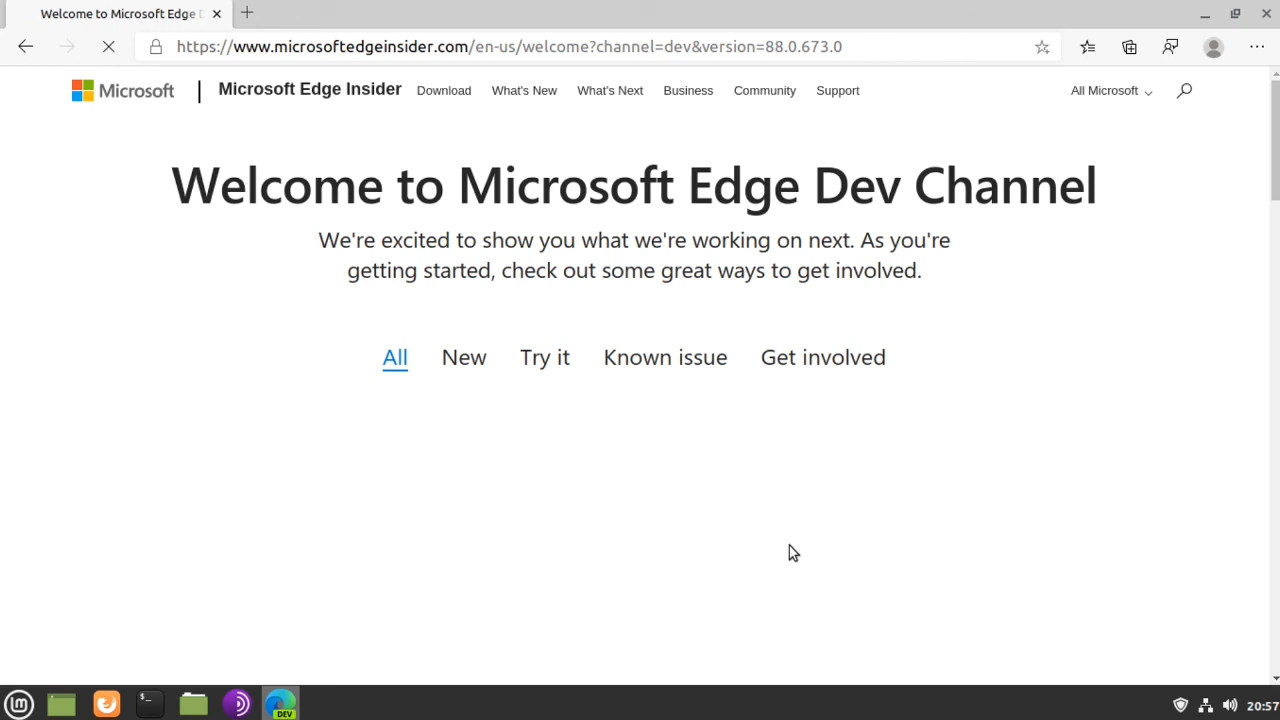 Welcome to Microsoft Edge D
https://www.microsoftedgeinsider.com/en-us/welcome?channel=dev&version=88.0.673.0
Microsoft
Microsoft Edge Insider
Download
What's New
What's Next
Business
Community
Support
All Microsoft
Welcome to Microsoft Edge Dev Channel
We're excited to show you what we're working on next. As you're
getting started, check out some great ways to get involved.
All
New
Try it
Known issue
Get involved
DEV
20:57